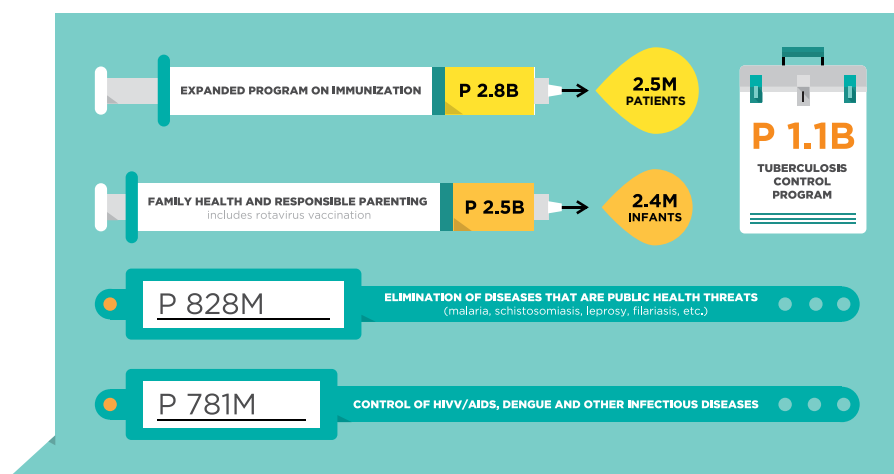 EXPANDED PROGRAM ON IMMUNIZATION
P 2.8B
2.5M
PATIENTS
P 1.1B
TUBERCULOSIS
CONTROL
PROGRAM
FAMILY HEALTH AND RESPONSIBLE PARENTING
includes rotavirus vaccination
P 2.5B
2.4M
INFANTS
P 828M
ELIMINATION OF DISEASES THAT ARE PUBLIC HEALTH THREATS
(malaria, schistosomiasis, leprosy, filariasis, etc.)
P 781M
CONTROL OF HIVV/AIDS, DENGUE AND OTHER INFECTIOUS DISEASES